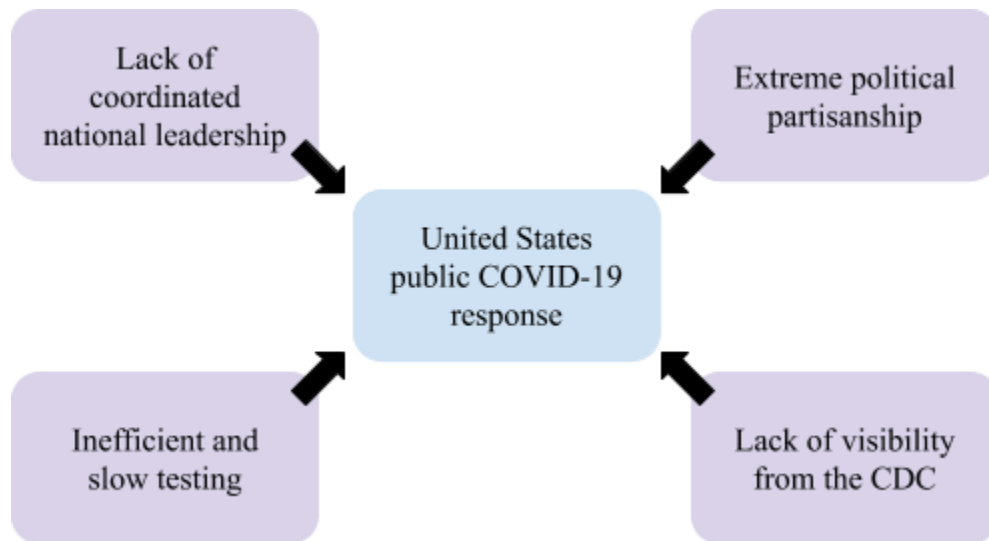 Lack of
coordinated
national leadership
Extreme political
partisanship
United States
public COVID-19
response
Inefficient and
slow testing
Lack of visibility
from the CDC